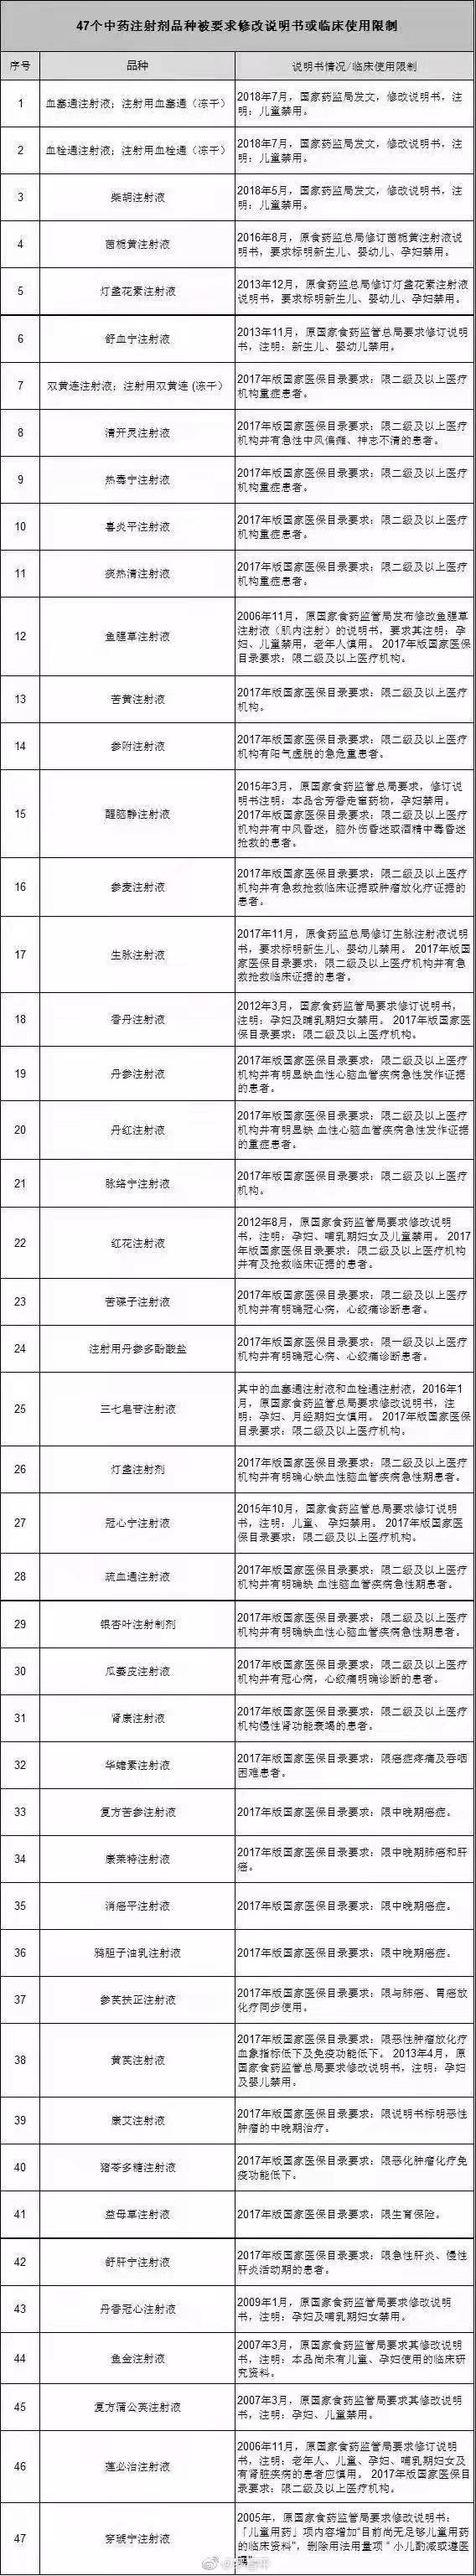 47个中药注射剂品种被要求修改说明书或临床使用限制
序号 品种 说明书情况/临床使用限制
1 血塞通注射液；注射用血塞通（冻干） 2018年7月，国家药监局发文，修改说明书，注
明：儿童禁用。
2 血栓通注射液；注射用血栓通（冻干） 2018年7月，国家药监局发文，修改说明书，注
明：儿童禁用。
3 柴胡注射液 2018年5月，国家药监局发文，修改说明书，注
明：儿童禁用。
4 茵栀黄注射液 2016年8月，原食药监总局修订茵栀黄注射液说
明书，要求标明新生儿、婴幼儿、孕妇禁用。
5 灯盏花素注射液 2013年12月，原食药监总局修订灯盏花素注射液
说明书，要求标明新生儿、婴幼儿、孕妇禁用。
6 舒血宁注射液 2013年11月，原国家食药监管总局要求修订说明
书，注明：新生儿、婴幼儿禁用。
7 双黄连注射液；注射用双黄连 (冻干） 2017年版国家医保目录要求：限二级及以上医疗
机构重症患者。
8 清开灵注射液 2017年版国家医保目录要求：限二级及以上医疗
机构并有急性中风偏瘫、神志不清的患者。
9 热毒宁注射液 2017年版国家医保目录要求：限二级及以上医疗
机构重症患者。
10 喜炎平注射液 2017年版国家医保目录要求：限二级及以上医疗
机构重症患者。
11 痰热清注射液 2017年版国家医保目录要求：限二级及以上医疗
机构重症患者。
12 鱼腥草注射液 2006年11月，原国家食药监管局发布修改鱼腥草
注射液（肌内注射）的说明书，要求其注明：孕
妇、儿童禁用，老年人慎用。 2017年版国家医保
目录要求：限二级及以上医疗机构。
13 苦黄注射液 2017年版国家医保目录要求：限二级及以上医疗
机构。
14 参附注射液 2017年版国家医保目录要求：限二级及以上医疗
机构有阳气虚脱的急危重患者。
15 醒脑静注射液 2015年3月，原国家食药监管总局要求，修订说
明书注明：本品含芳香走窜药物，孕妇禁用。
2017年版国家医保目录要求：限二级及以上医疗
机构并有中风昏迷，脑外伤昏迷或酒精中毒昏迷
抢救的患者。
16 参麦注射液 2017年版国家医保目录要求：限二级及以上医疗
机构并有急救抢救临床证据或肿瘤放化疗证据的
患者。
17 生脉注射液 2017年11月，原食药监总局修订生脉注射液说明
书，要求标明新生儿、婴幼儿禁用。 2017年版国
家医保目录要求：限二级及以上医疗机构并有急
救抢救临床证据的患者。
18 香丹注射液 2012年3月，国家食药监管局要求修订说明书，
注明：孕妇及哺乳期妇女禁用。 2017年版国家医
保目录要求：限二级及以上医疗机构。
19 丹参注射液 2017年版国家医保目录要求：限二级及以上医疗
机构并有明显缺血性心脑血管疾病急性发作证据
的患者。
20 丹红注射液 2017年版国家医保目录要求：限二级及以上医疗
机构并有明显缺 血性心脑血管疾病急性发作证据
的重症患者。
21 脉络宁注射液 2017年版国家医保目录要求：限二级及以上医疗
机构。
22 红花注射液 2012年8月，原国家食药监管局要求修改说明
书，注明：孕妇、哺乳期妇女及儿童禁用。 2017
年版国家医保目录要求：限二级及以上医疗机构
并有及抢救临床证据的患者。
23 苦碟子注射液 2017年版国家医保目录要求：限二级及以上医疗
机构并有明确冠心病，心绞痛诊断患者。
24 注射用丹参多酚酸盐 2017年版国家医保目录要求：限一级及以上医疗
机构并有明确冠心病、心绞痛诊断患者。
25 三七皂苷注射液 其中的血塞通注射液和血栓通注射液，2016年1
月，原国家食药监管局要求修改说明书，注
明：孕妇、月经期妇女慎用。 2017年版国家医保
目录要求：限二级及以上医疗机构。
26 灯盏注射剂 2017年版国家医保目录要求：限二级及以上医疗
机构并有明确心缺血性脑血管疾病急性期患者。
27 冠心宁注射液 2015年10月，国家食药监管总局要求修订说明
书，注明：儿童、 孕妇禁用。 2017年版国家医
保目录要求：限二级及以上医疗机构。
28 疏血通注射液 2017年版国家医保目录要求：限二级及以上医疗
机构并有明确缺 血性脑血管疾病急性期患者。
29 银杏叶注射制剂 2017年版国家医保目录要求：限二级及以上医疗
机构并有明确缺血性心脑血管疾病急性期患者。
30 瓜蒌皮注射液 2017年版国家医保目录要求：限二级及以上医疗
机构并有冠心病，心绞痛明确诊断的患者。
31 肾康注射液 2017年版国家医保目录要求：限二级及以上医疗
机构慢性肾功能衰竭的患者。
32 华蟾素注射液 2017年版国家医保目录要求：限癌症疼痛及吞咽
困难患者。
33 复方苦参注射液 2017年版国家医保目录要求：限中晚期癌症。
34 康莱特注射液 2017年版国家医保目录要求：限中晚期肺癌和肝
癌。
35 消癌平注射液 2017年版国家医保目录要求：限中晚期癌症。
36 鸦胆子油乳注射液 2017年版国家医保目录要求：限中晚期癌症。
37 参芪扶正注射液 2017年版国家医保目录要求：限与肺癌、胃癌放
化疗同步使用。
38 黄芪注射液 2017年版国家医保目录要求：限恶性肿瘤放化疗
血象指标低下及免疫功能低下。 2013年4月，原
国家食药监管总局要求修改说明书，注明：孕妇
及婴儿禁用。
39 康艾注射液 2017年版国家医保目录要求：限说明书标明恶性
肿瘤的中晚期治疗。
40 猪苓多糖注射液 2017年版国家医保目录要求：限恶化肿瘤化疗免
疫功能低下。
41 益母草注射液 2017年版国家医保目录要求：限生育保险。
42 舒肝宁注射液 2017年版国家医保目录要求：限急性肝炎、慢性
肝炎活动期的患者。
43 丹香冠心注射液 2009年1月，原国家食药监管局要求修改说明
书，注明：孕妇及哺乳期妇女禁用。
44 鱼金注射液 2007年3月，原国家食药监管局要求其修改说明
书，注明：本品尚未有儿童、孕妇使用的临床研
究资料。
45 复方蒲公英注射液 2007年3月，原国家食药监管局要求其修改说明
书，注明：孕妇、儿童禁用。
46 莲必治注射液 2006年11月，原国家食药监管局要求修订说明
书，注明：老年人、儿童、孕妇、哺乳期妇女及
有肾脏疾病的患者应慎用。 2017年版国家医保目
录要求：限二级及以上医疗机构。
47 穿琥宁注射液 2005年，原国家食药监管局要求修改说明书：
「儿童用药」项内容增加“目前尚无足够儿童用药
的临床资料”，删除用法用量项“ 小儿酌减或遵医
嘱”